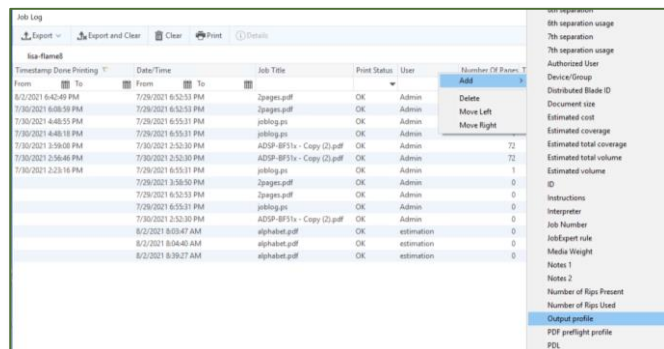 Job Log
Export Export and Clear Clear Print Details
lisa-flame8
Timestamp Done Printing Date/Time Job Title Print Status User Number Of Pages T
From To From To
8/2/2021 6:42:49 PM 7/29/2021 6:52:53 PM 2pages.pdf OK Admin
7/30/2021 6:08:59 PM 7/29/2021 6:52:53 PM 2pages.pdf OK Admin
7/30/2021 4:48:55 PM 7/29/2021 6:55:31 PM joblog.ps OK Admin
7/30/2021 4:48:18 PM 7/29/2021 6:55:31 PM joblog.ps OK Admin
7/30/2021 3:59:08 PM 7/30/2021 2:52:30 PM ADSP-BF51x - Copy (2).pdf OK Admin 72
7/30/2021 2:56:46 PM 7/30/2021 2:52:30 PM ADSP-BF51x - Copy (2).pdf OK Admin 72
7/30/2021 2:23:16 PM 7/29/2021 6:55:31 PM joblog.ps OK Admin 1
7/29/2021 3:58:50 PM 2pages.pdf OK Admin 0
7/29/2021 6:52:53 PM 2pages.pdf OK Admin 0
7/29/2021 6:55:31 PM joblog.ps OK Admin 0
7/30/2021 2:52:30 PM ADSP-BF51x - Copy (2).pdf OK Admin 0
8/2/2021 8:03:47 AM alphabet.pdf OK estimation 0
8/2/2021 8:04:40 AM alphabet.pdf OK estimation 0
8/2/2021 8:39:27 AM alphabet.pdf OK estimation 0
Add
Delete
Move Left
Move Right
6th separation
6th separation usage
7th separation
7th separation usage
Authorized User
Device/Group
Distributed Blade ID
Document size
Estimated cost
Estimated coverage
Estimated total coverage
Estimated total volume
Estimated volume
ID
Instructions
Interpreter
Job Number
JobExpert rule
Media Weight
Notes 1
Notes 2
Number of Rips Present
Number of Rips Used
Output profile
PDF preflight profile
PDL